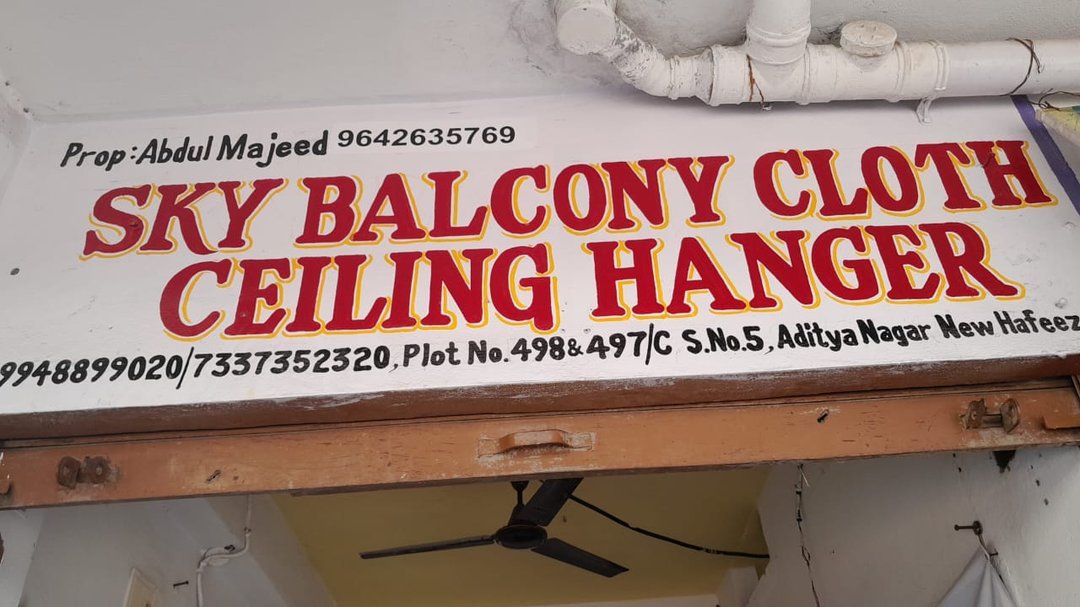 Prop: Abdul Majeed 9642635769
SKY BALCONY CLOTH
CEILING HANGER
9948899020/7337352320, Plot No. 498 & 497/C S.No.5, Aditya Nagar New Hafeez